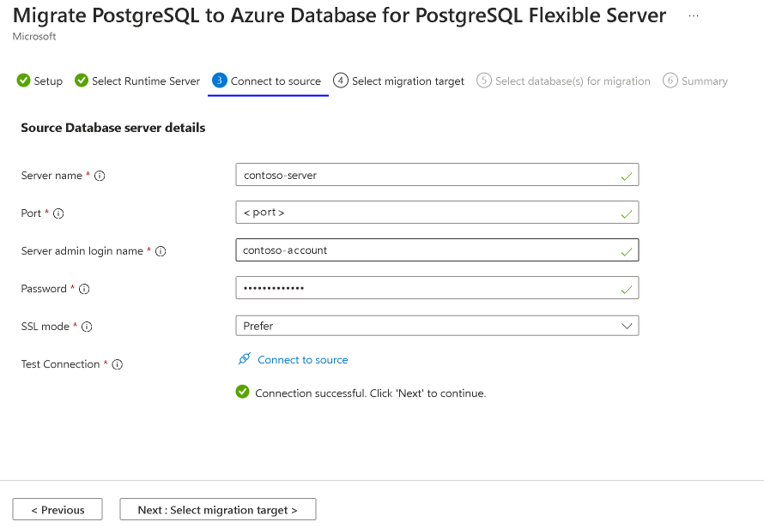 Migrate PostgreSQL to Azure Database for PostgreSQL Flexible Server ...
Microsoft
Setup Select Runtime Server 3 Connect to source 4 Select migration target 5 Select database(s) for migration 6 Summary
Source Database server details
Server name * contoso-server
Port * <port>
Server admin login name * contoso-account
Password * •••••••••••••
SSL mode * Prefer
Test Connection * Connect to source
Connection successful. Click 'Next' to continue.
< Previous Next : Select migration target >